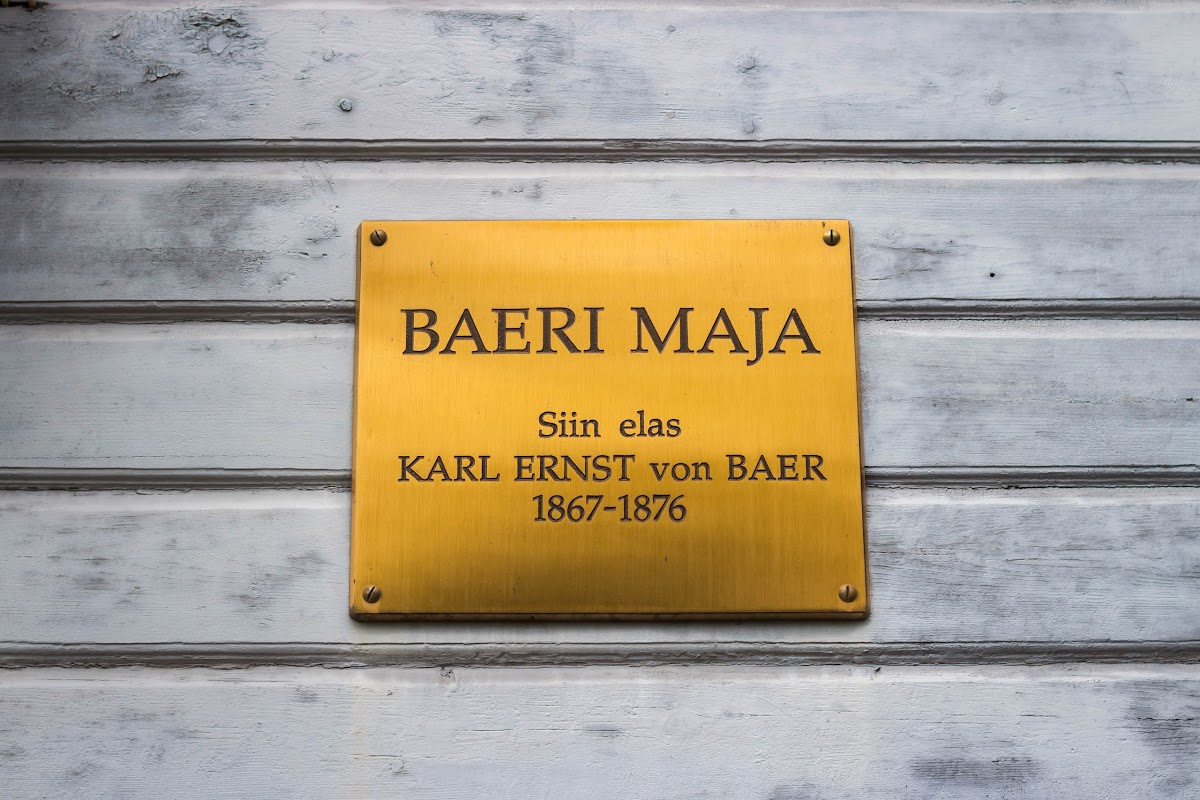 BAERI MAJA
Siin elas
KARL ERNST von BAER
1867-1876